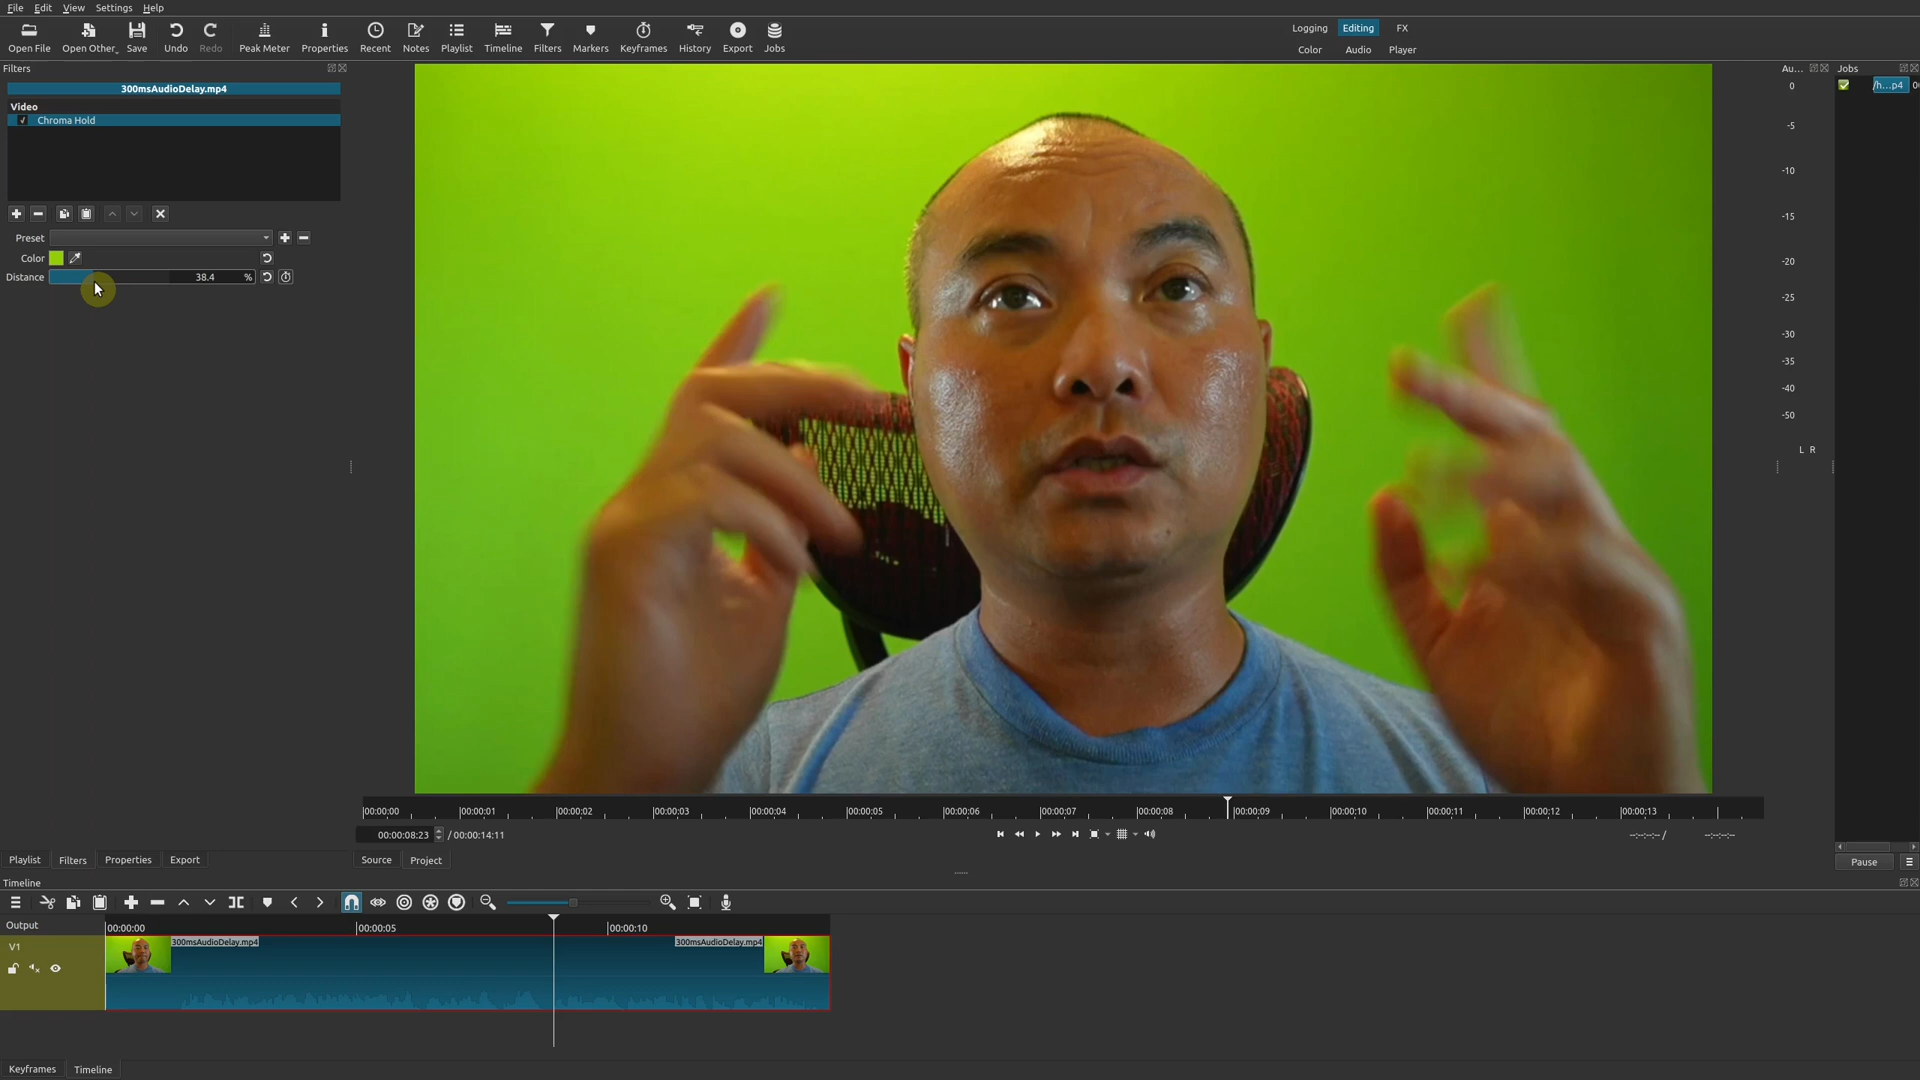 File Edit View Settings Help
Open File Open Other Save Undo Redo Peak Meter Properties Recent Notes Playlist Timeline Filters Markers Keyframes History Export Jobs
Logging Editing FX
Color Audio Player
Filters
300msAudioDelay.mp4
Video
Chroma Hold
Preset
Color
Distance 38.4 %
Au...
0
-5
-10
-15
-20
-25
-30
-35
-40
-50
L R
Jobs
/h...p4
Pause
|00:00:00 |00:00:01 |00:00:02 |00:00:03 |00:00:04 |00:00:05 |00:00:06 |00:00:07 |00:00:08 |00:00:09 |00:00:10 |00:00:11 |00:00:12 |00:00:13
00:00:08:23 / 00:00:14:11 --:--:--:-- / --:--:--:--
Playlist Filters Properties Export
Source Project
Timeline
Output
00:00:00 |00:00:05 |00:00:10
V1
300msAudioDelay.mp4 300msAudioDelay.mp4
Keyframes Timeline